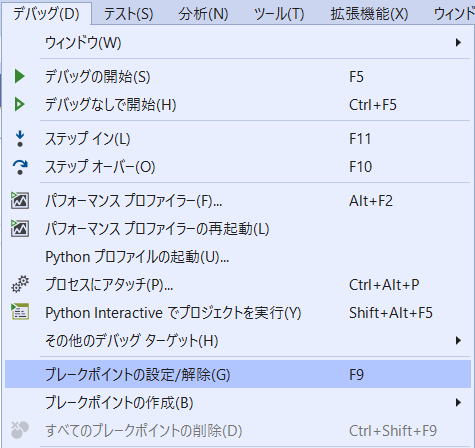 デバッグ(D) テスト(S) 分析(N) ツール(T) 拡張機能(X) ウィンド
ウィンドウ(W)
デバッグの開始(S) F5
デバッグなしで開始(H) Ctrl+F5
ステップ イン(L) F11
ステップ オーバー(O) F10
パフォーマンス プロファイラー(F)... Alt+F2
パフォーマンス プロファイラーの再起動(L)
Python プロファイルの起動(U)...
プロセスにアタッチ(P)... Ctrl+Alt+P
Python Interactive でプロジェクトを実行(Y) Shift+Alt+F5
その他のデバッグ ターゲット(H)
ブレークポイントの設定/解除(G) F9
ブレークポイントの作成(B)
すべてのブレークポイントの削除(D) Ctrl+Shift+F9